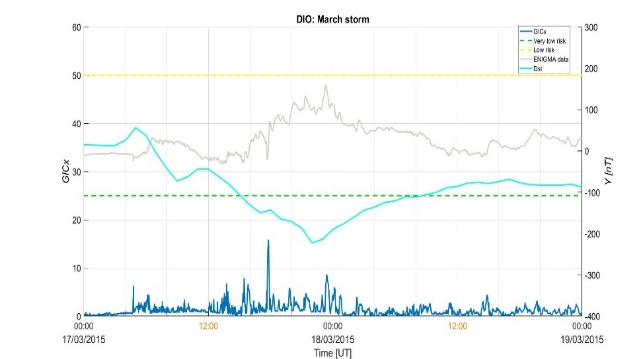 DIO: March storm
GICx
Very low risk
Low risk
ENIGMA data
Dst
60
50
40
30
20
10
0
GICx
300
200
100
0
-100
-200
-300
-400
Y [nT]
00:00
12:00
00:00
12:00
00:00
17/03/2015
18/03/2015
19/03/2015
Time [UT]